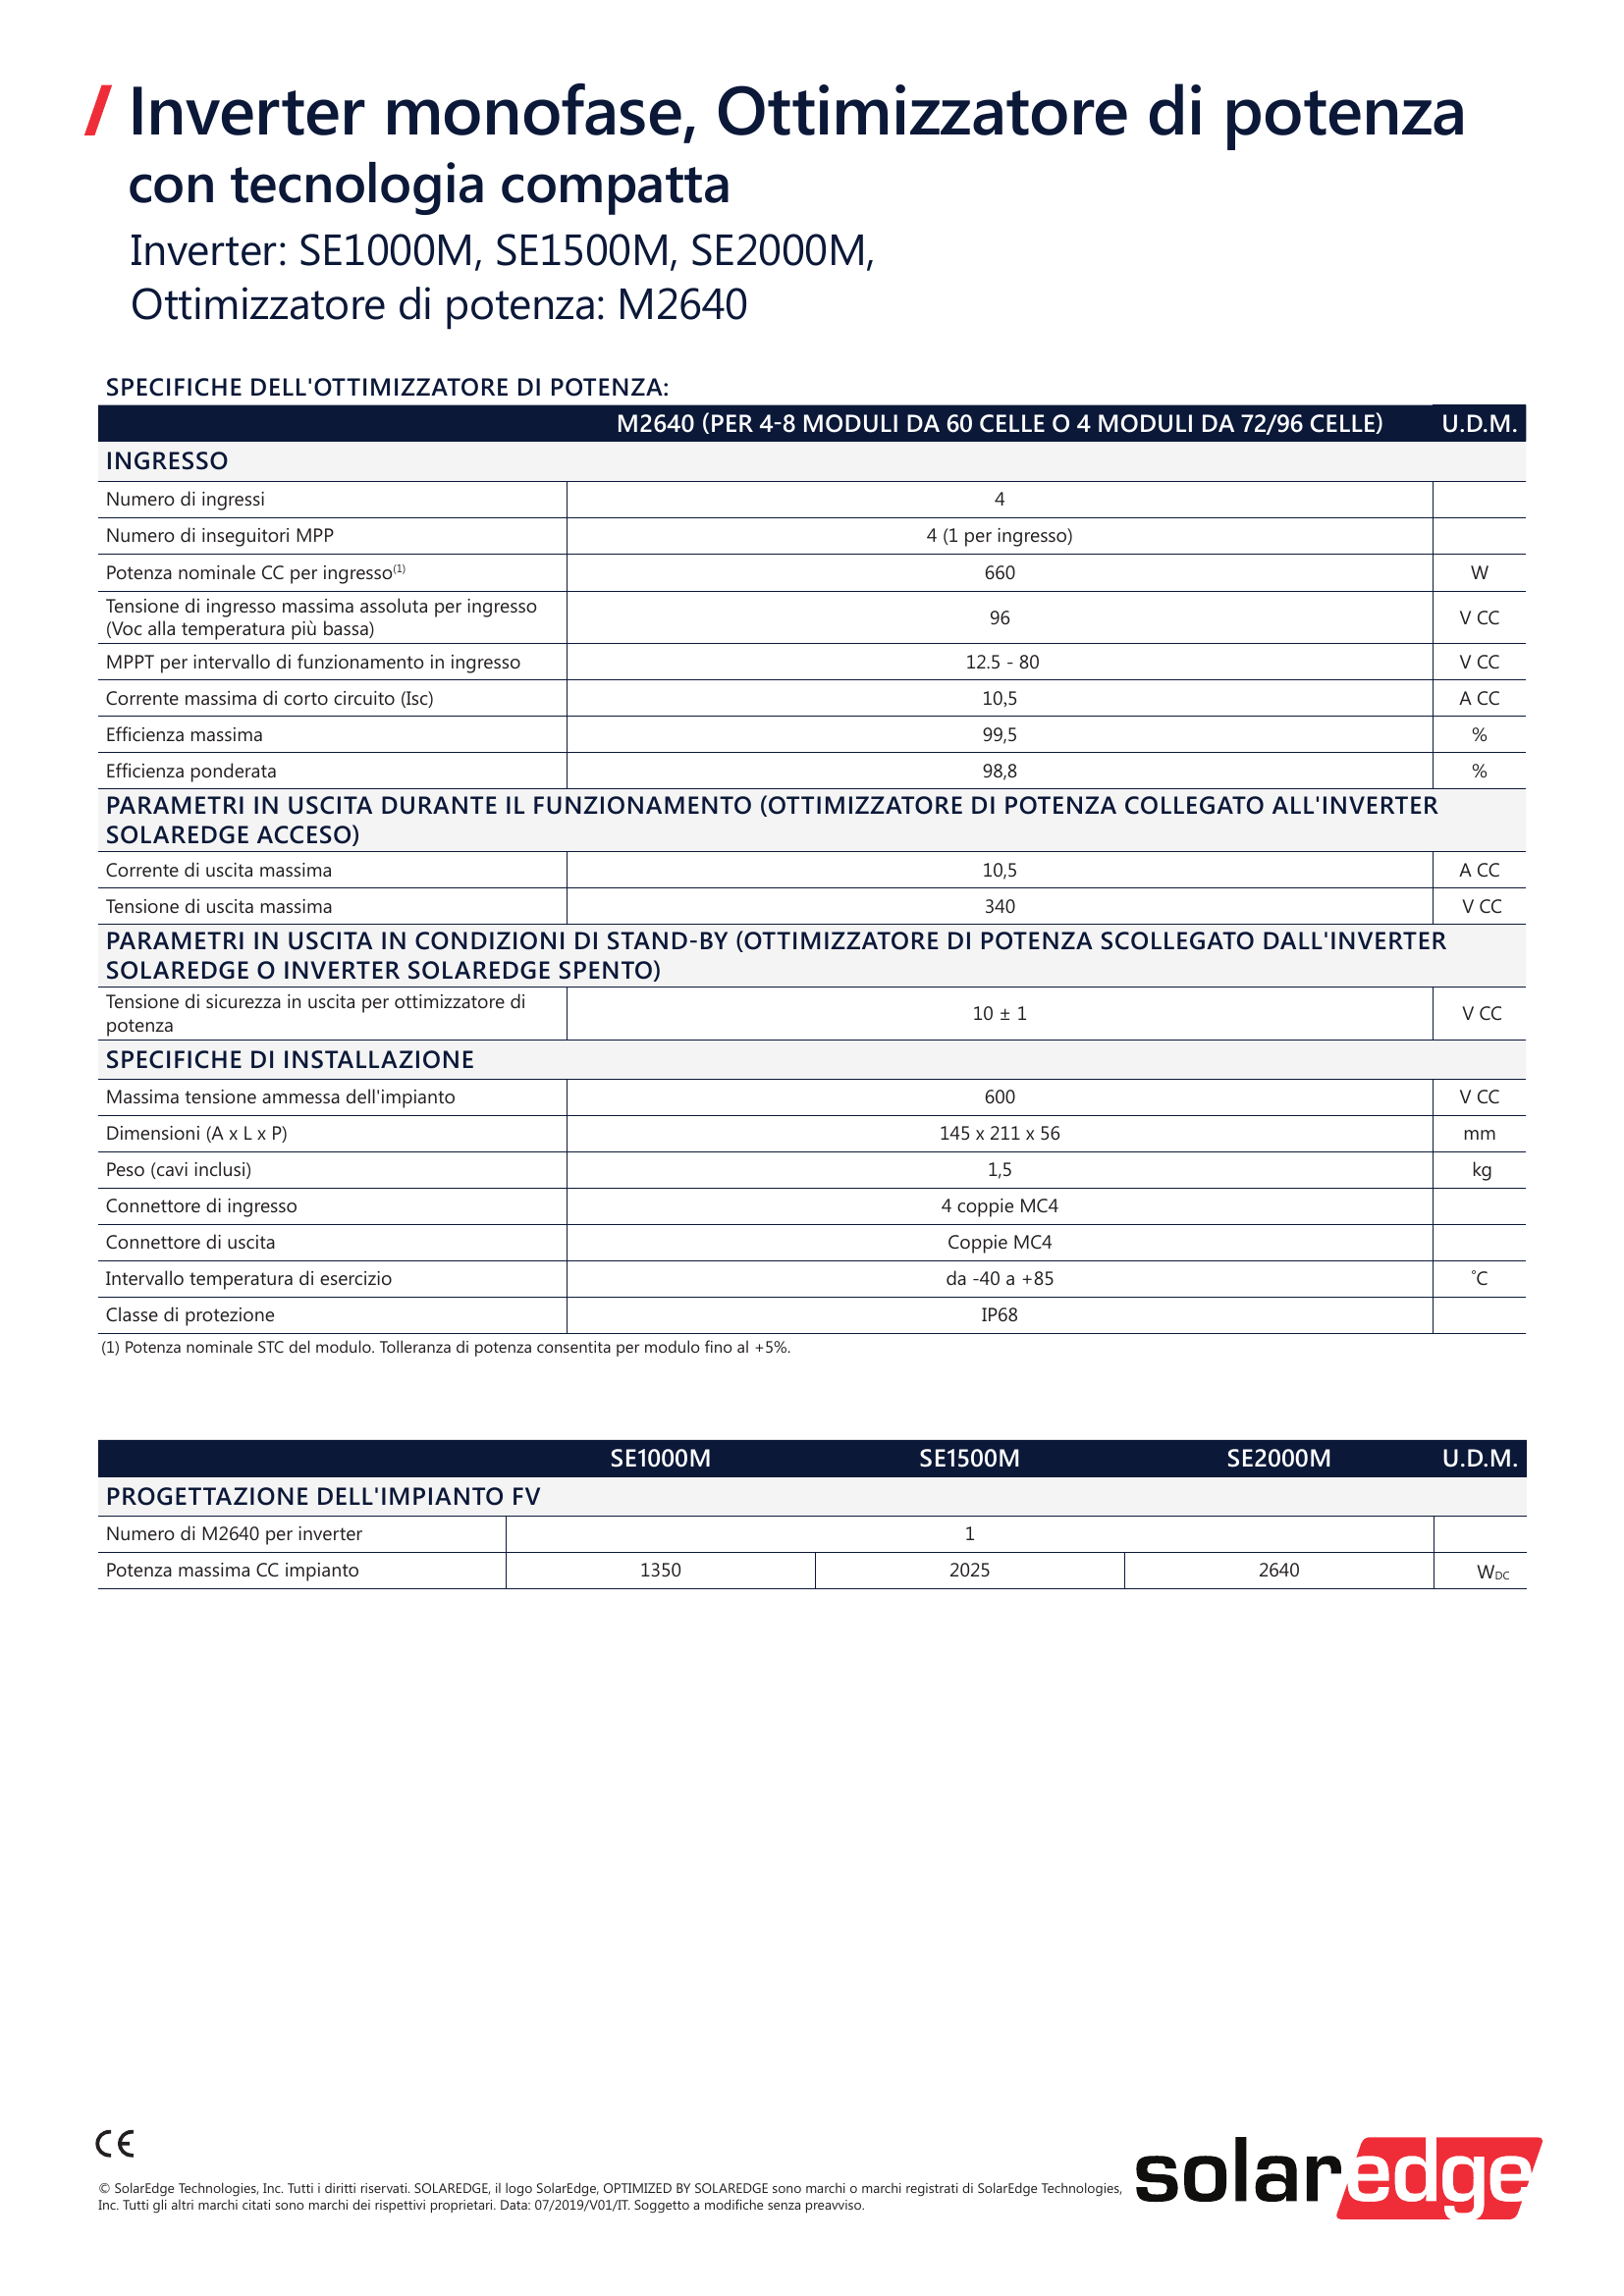 / Inverter monofase, Ottimizzatore di potenza
con tecnologia compatta
Inverter: SE1000M, SE1500M, SE2000M,
Ottimizzatore di potenza: M2640
SPECIFICHE DELL'OTTIMIZZATORE DI POTENZA:
M2640 (PER 4-8 MODULI DA 60 CELLE O 4 MODULI DA 72/96 CELLE) U.D.M.
INGRESSO
Numero di ingressi 4
Numero di inseguitori MPP 4 (1 per ingresso)
Potenza nominale CC per ingresso(1) 660 W
Tensione di ingresso massima assoluta per ingresso
(Voc alla temperatura più bassa) 96 V CC
MPPT per intervallo di funzionamento in ingresso 12.5 - 80 V CC
Corrente massima di corto circuito (Isc) 10,5 A CC
Efficienza massima 99,5 %
Efficienza ponderata 98,8 %
PARAMETRI IN USCITA DURANTE IL FUNZIONAMENTO (OTTIMIZZATORE DI POTENZA COLLEGATO ALL'INVERTER
SOLAREDGE ACCESO)
Corrente di uscita massima 10,5 A CC
Tensione di uscita massima 340 V CC
PARAMETRI IN USCITA IN CONDIZIONI DI STAND-BY (OTTIMIZZATORE DI POTENZA SCOLLEGATO DALL'INVERTER
SOLAREDGE O INVERTER SOLAREDGE SPENTO)
Tensione di sicurezza in uscita per ottimizzatore di
potenza 10 ± 1 V CC
SPECIFICHE DI INSTALLAZIONE
Massima tensione ammessa dell'impianto 600 V CC
Dimensioni (A x L x P) 145 x 211 x 56 mm
Peso (cavi inclusi) 1,5 kg
Connettore di ingresso 4 coppie MC4
Connettore di uscita Coppie MC4
Intervallo temperatura di esercizio da -40 a +85 ˚C
Classe di protezione IP68
(1) Potenza nominale STC del modulo. Tolleranza di potenza consentita per modulo fino al +5%.
SE1000M SE1500M SE2000M U.D.M.
PROGETTAZIONE DELL'IMPIANTO FV
Numero di M2640 per inverter 1
Potenza massima CC impianto 1350 2025 2640 WDC
CE
© SolarEdge Technologies, Inc. Tutti i diritti riservati. SOLAREDGE, il logo SolarEdge, OPTIMIZED BY SOLAREDGE sono marchi o marchi registrati di SolarEdge Technologies,
Inc. Tutti gli altri marchi citati sono marchi dei rispettivi proprietari. Data: 07/2019/V01/IT. Soggetto a modifiche senza preavviso.
solaredge